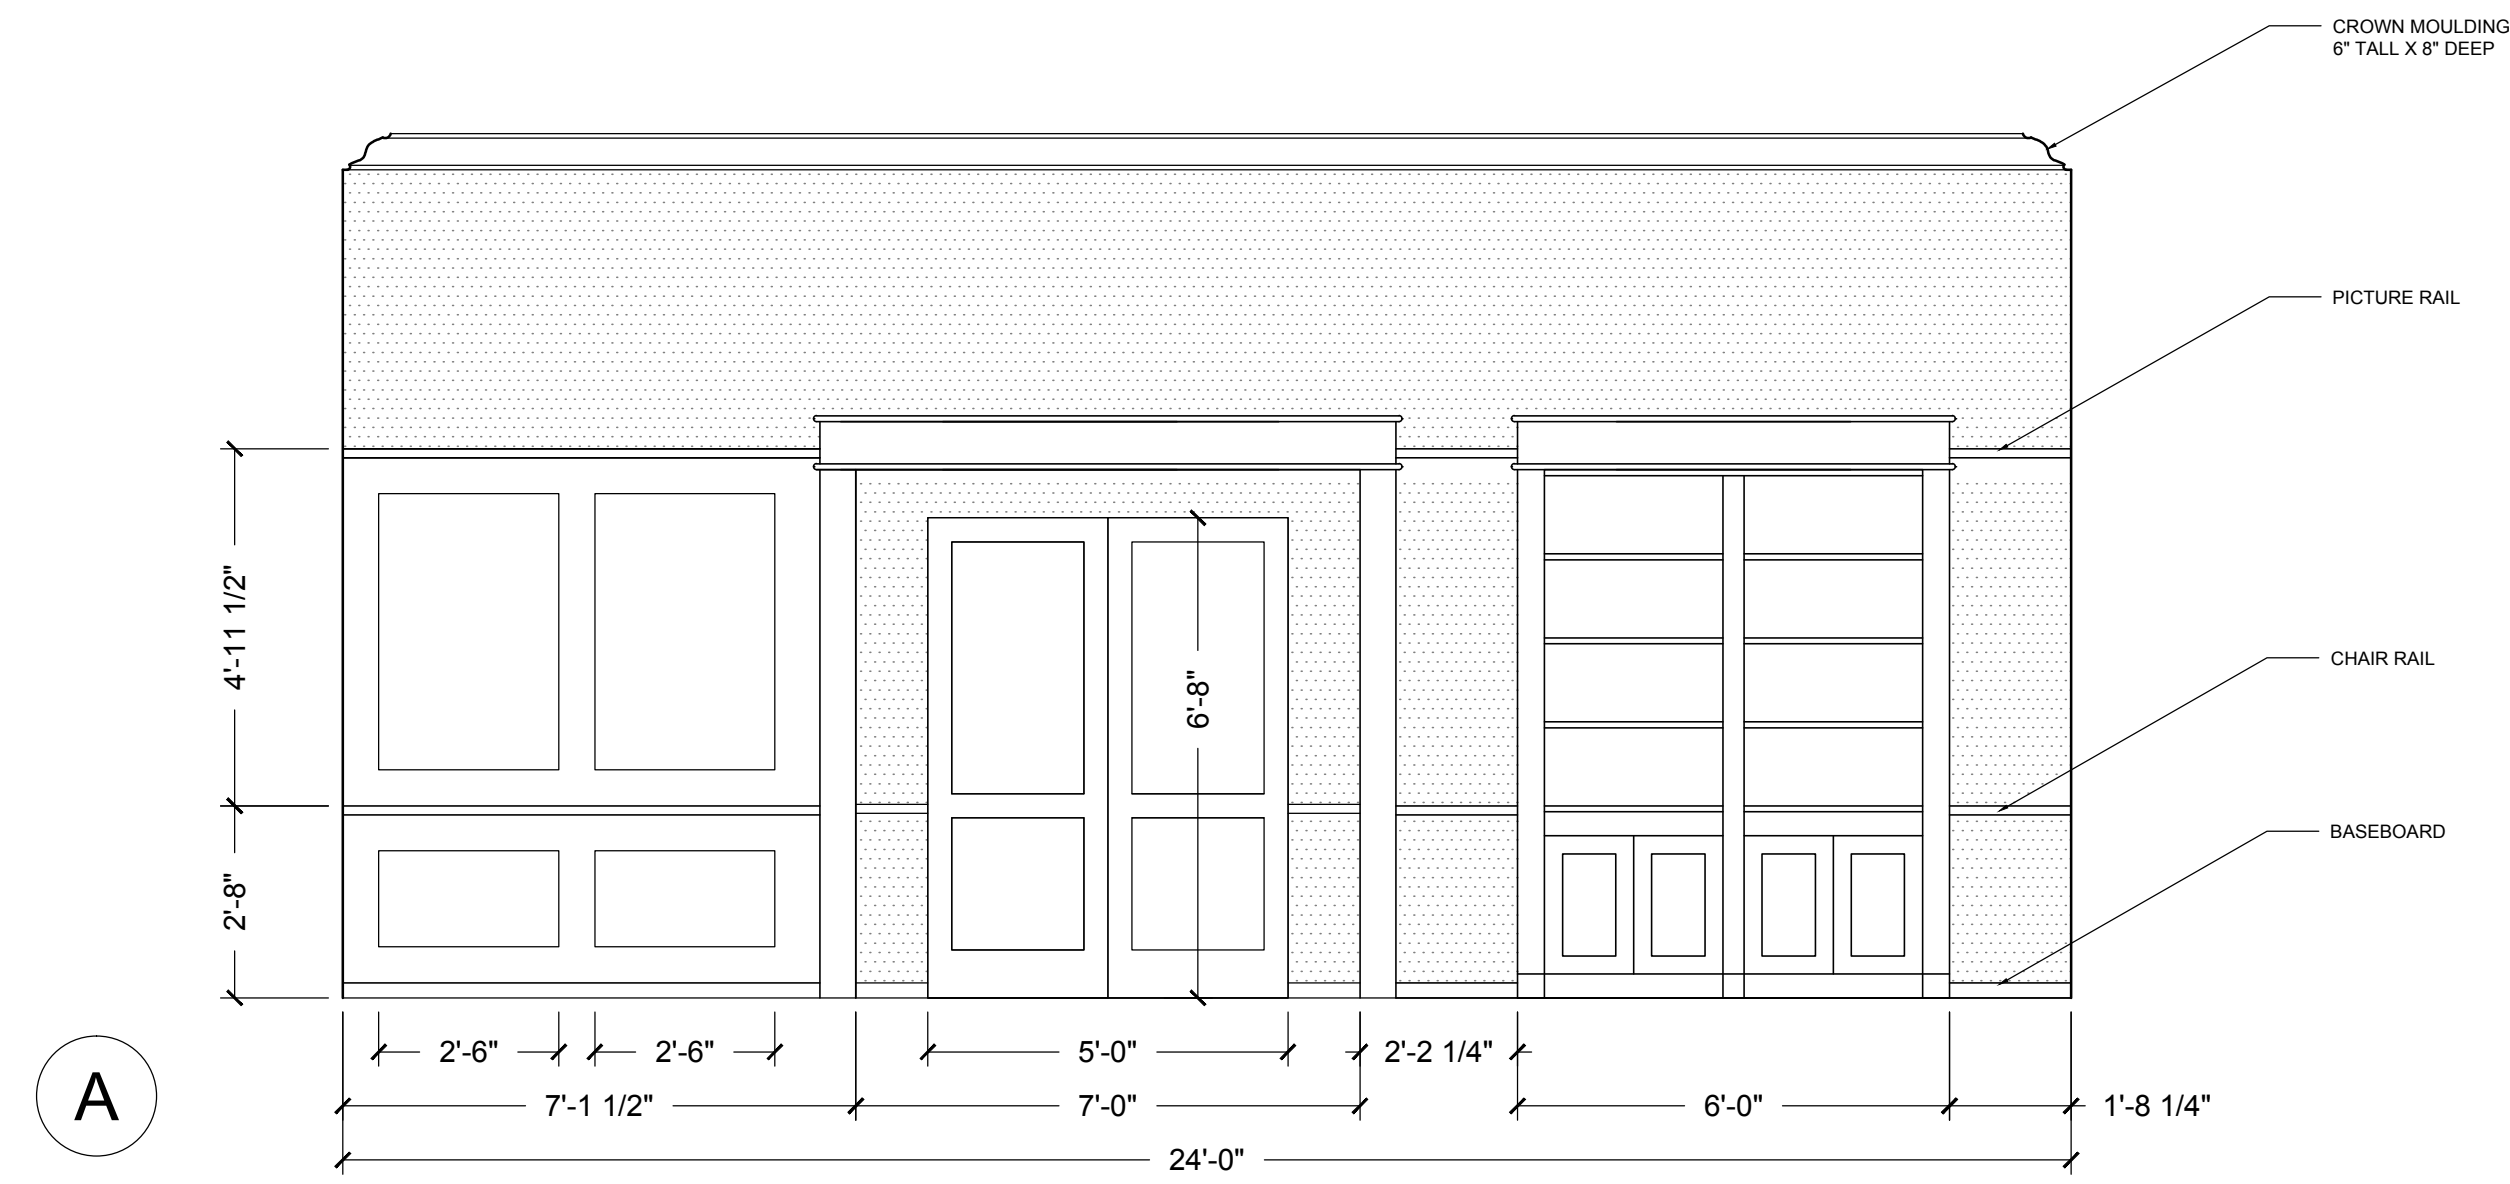 CROWN MOULDING
6" TALL X 8" DEEP
PICTURE RAIL
4'-11 1/2"
6'-8"
CHAIR RAIL
BASEBOARD
2'-8"
2'-6"
2'-6"
5'-0"
2'-2 1/4"
A
7'-1 1/2"
7'-0"
6'-0"
1'-8 1/4"
24'-0"